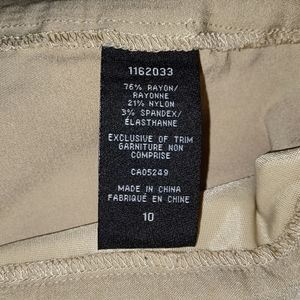 1162033
76% RAYON/
RAYONNE
21% NYLON
3% SPANDEX/
ÉLASTHANNE
EXCLUSIVE OF TRIM
GARNITURE NON
COMPRISE
CA05249
MADE IN CHINA
FABRIQUÉ EN CHINE
10